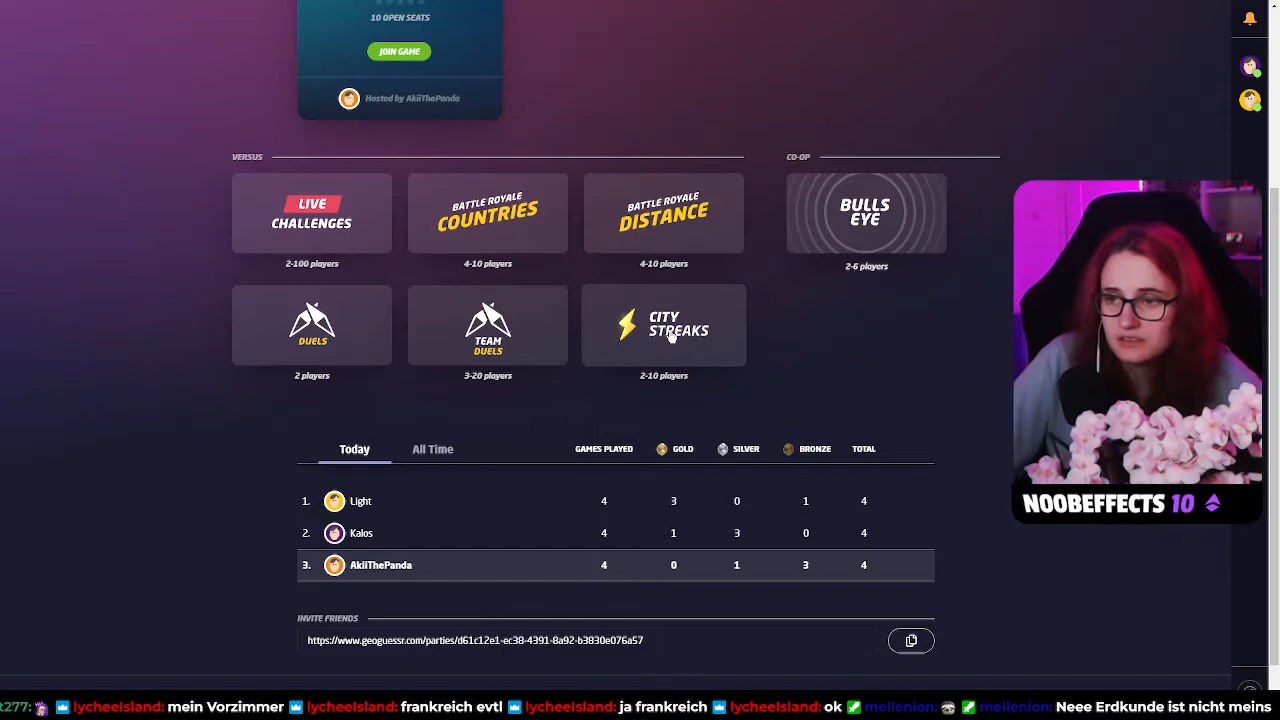 10 OPEN SEATS
JOIN GAME
Hosted by AkiiThePanda
VERSUS
CO-OP
LIVE
CHALLENGES
2-100 players
BATTLE ROYALE
COUNTRIES
4-10 players
BATTLE ROYALE
DISTANCE
4-10 players
BULLS
EYE
2-6 players
DUELS
2 players
TEAM
DUELS
3-20 players
CITY
STREAKS
2-10 players
Today All Time GAMES PLAYED GOLD SILVER BRONZE TOTAL
1. Light 4 3 0 1 4
2. Kalos 4 1 3 0 4
3. AkiiThePanda 4 0 1 3 4
INVITE FRIENDS
https://www.geoguessr.com/parties/d61c12e1-ec38-4391-8a92-b3830e076a57
NOOBEFFECTS 10
t277: lycheelsland: mein Vorzimmer lycheelsland: frankreich evtl lycheelsland: ja frankreich lycheelsland: ok mellenion: mellenion: Neee Erdkunde ist nicht meins